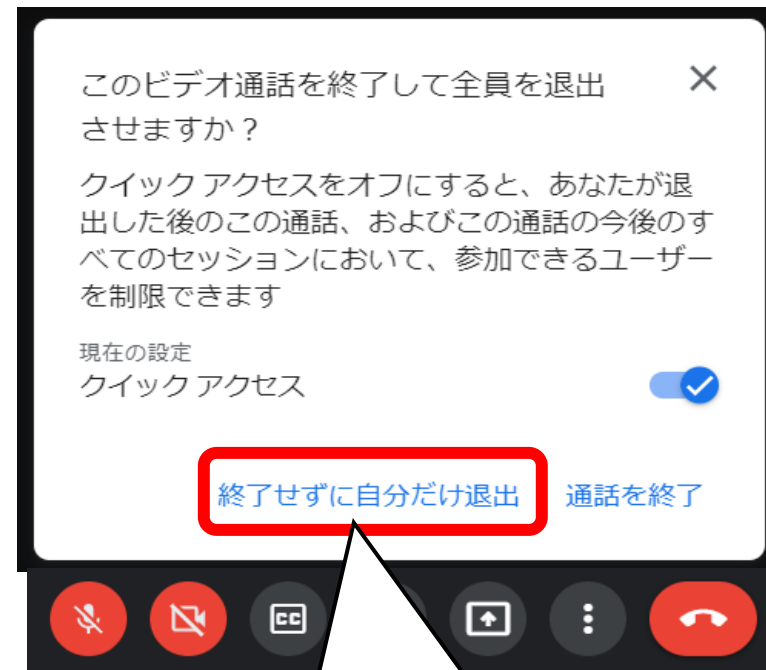 このビデオ通話を終了して全員を退出
させますか？
クイック アクセスをオフにすると、あなたが退
出した後のこの通話、およびこの通話の今後のす
べてのセッションにおいて、参加できるユーザー
を制限できます
現在の設定
クイック アクセス
終了せずに自分だけ退出 通話を終了
CC